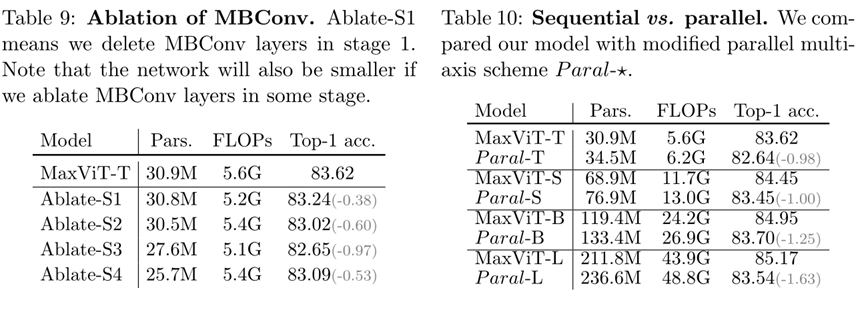 Table 9: Ablation of MBConv. Ablate-S1
means we delete MBConv layers in stage 1.
Note that the network will also be smaller if
we ablate MBConv layers in some stage.
Model Pars. FLOPs Top-1 acc.
MaxViT-T 30.9M 5.6G 83.62
Ablate-S1 30.8M 5.2G 83.24(-0.38)
Ablate-S2 30.5M 5.4G 83.02(-0.60)
Ablate-S3 27.6M 5.1G 82.65(-0.97)
Ablate-S4 25.7M 5.4G 83.09(-0.53)
Table 10: Sequential vs. parallel. We com-
pared our model with modified parallel multi-
axis scheme Paral-⋆.
Model Pars. FLOPs Top-1 acc.
MaxViT-T 30.9M 5.6G 83.62
Paral-T 34.5M 6.2G 82.64(-0.98)
MaxViT-S 68.9M 11.7G 84.45
Paral-S 76.9M 13.0G 83.45(-1.00)
MaxViT-B 119.4M 24.2G 84.95
Paral-B 133.4M 26.9G 83.70(-1.25)
MaxViT-L 211.8M 43.9G 85.17
Paral-L 236.6M 48.8G 83.54(-1.63)